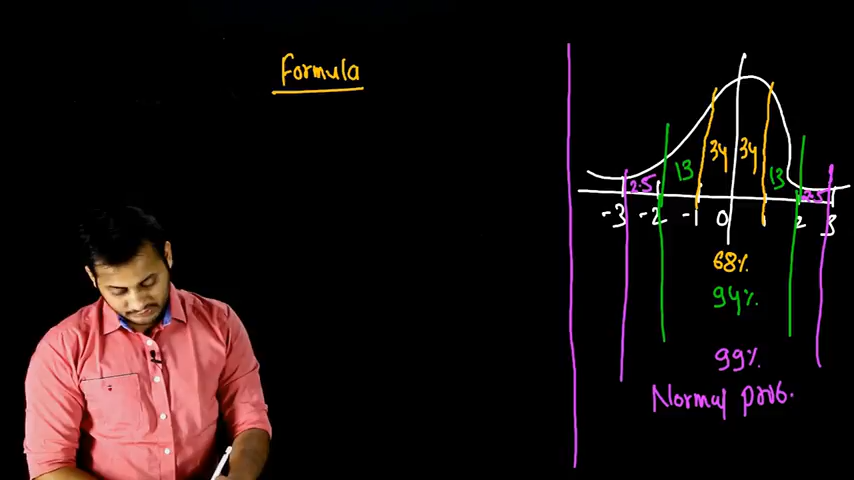 Formula
34 34
13 13
2.5 2.5
-3 -2 -1 0 1 2 3
68%
94%
99%
Normal prob.